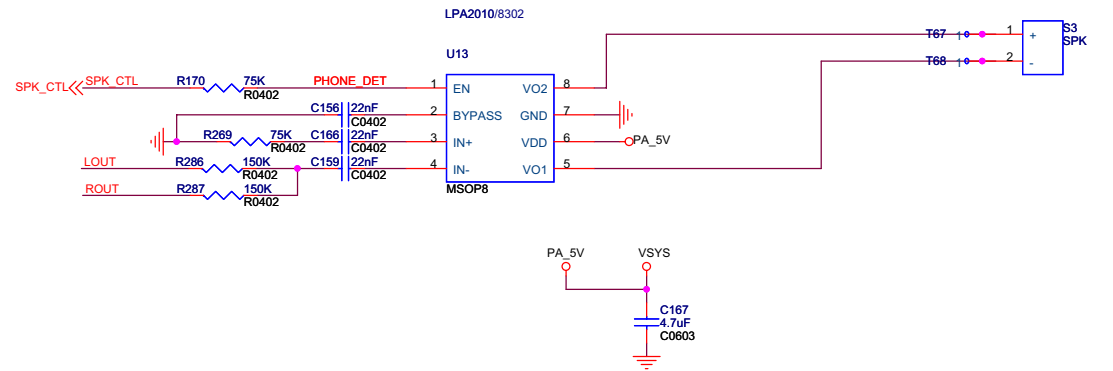 LPA2010/8302
U13
SPK_CTL
SPK_CTL
R170
75K
R0402
PHONE_DET
1
EN
VO2
8
C156
22nF
C0402
2
BYPASS
GND
7
R269
75K
R0402
C166
22nF
C0402
3
IN+
VDD
6
PA_5V
LOUT
R286
150K
R0402
C159
22nF
C0402
4
IN-
VO1
5
ROUT
R287
150K
R0402
MSOP8
T67
1
1
+
S3
SPK
T68
1
2
-
PA_5V
VSYS
C167
4.7uF
C0603